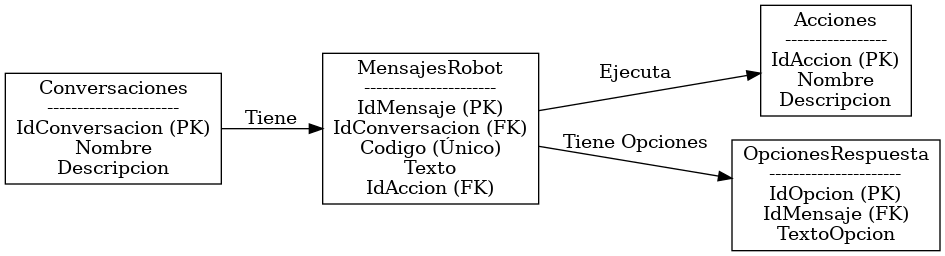 Conversaciones
----------------------
IdConversacion (PK)
Nombre
Descripcion
Tiene
MensajesRobot
----------------------
IdMensaje (PK)
IdConversacion (FK)
Codigo (Único)
Texto
IdAccion (FK)
Ejecuta
Tiene Opciones
Acciones
-----------------
IdAccion (PK)
Nombre
Descripcion
OpcionesRespuesta
----------------------
IdOpcion (PK)
IdMensaje (FK)
TextoOpcion